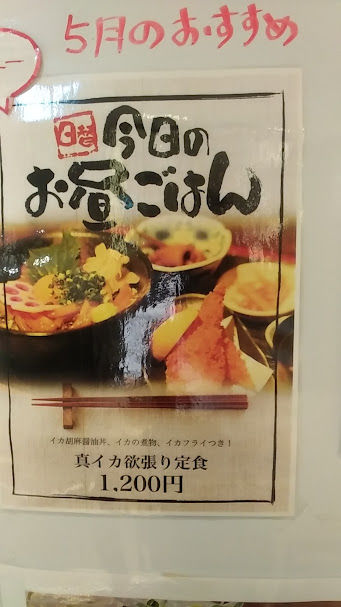 5月のおすすめ
日替 今日の
お昼ごはん
イカ胡麻醤油丼、イカの煮物、イカフライつき！
真イカ欲張り定食
1,200円